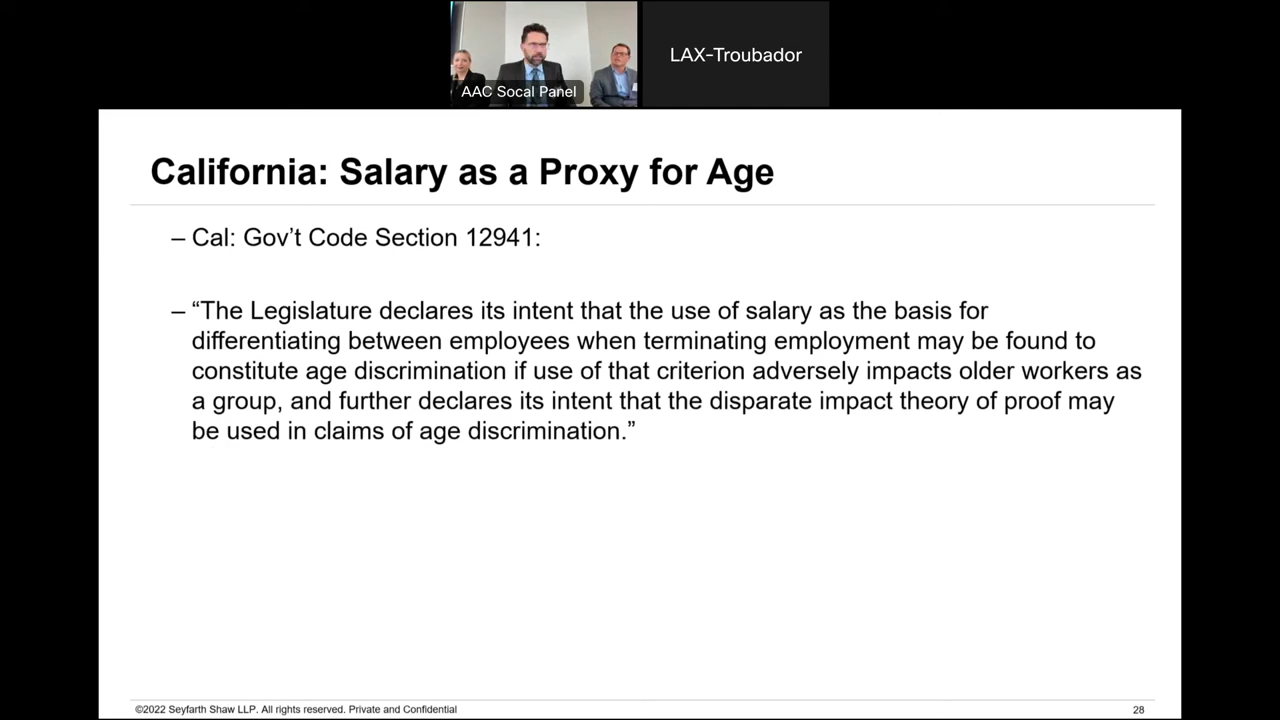 LAX-Troubador
AAC Socal Panel
California: Salary as a Proxy for Age
– Cal: Gov’t Code Section 12941:
– “The Legislature declares its intent that the use of salary as the basis for
differentiating between employees when terminating employment may be found to
constitute age discrimination if use of that criterion adversely impacts older workers as
a group, and further declares its intent that the disparate impact theory of proof may
be used in claims of age discrimination.”
©2022 Seyfarth Shaw LLP. All rights reserved. Private and Confidential
28